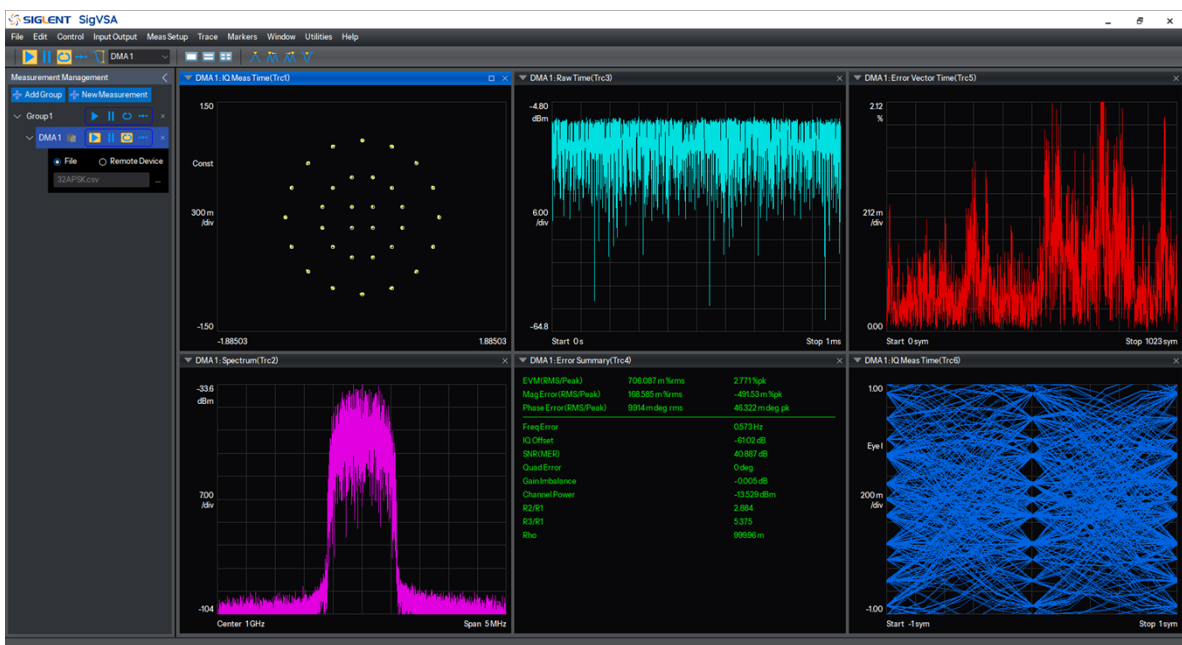 SIGLENT SigVSA
File Edit Control Input/Output Meas Setup Trace Markers Window Utilities Help
DMA 1
Measurement Management
Add Group New Measurement
Group1
DMA1
File Remote Device
32APSK.csv ...
DMA 1: IQ Meas Time(Trc1)
1.50
Const
300 m
/div
-1.50
-1.88503 1.88503
DMA 1: Raw Time(Trc3)
-4.80
dBm
6.00
/div
-64.8
Start 0 s Stop 1 ms
DMA 1: Error Vector Time(Trc5)
2.12
%
212 m
/div
0.00
Start 0 sym Stop 1023 sym
DMA 1: Spectrum(Trc2)
-33.6
dBm
7.00
/div
-104
Center 1 GHz Span 5 MHz
DMA 1: Error Summary(Trc4)
EVM(RMS/Peak) 706.087 m %rms 2.771 %pk
Mag Error(RMS/Peak) 168.585 m %rms -491.53 m %pk
Phase Error(RMS/Peak) 99.14 m deg rms 46.322 m deg pk
Freq Error 0.573 Hz
IQ Offset -61.02 dB
SNR(MER) 40.887 dB
Quad Error 0 deg
Gain Imbalance -0.005 dB
Channel Power -13.529 dBm
R2/R1 2.884
R3/R1 5.375
Rho 999.96 m
DMA 1: IQ Meas Time(Trc6)
1.00
Eye I
200 m
/div
-1.00
Start -1 sym Stop 1 sym